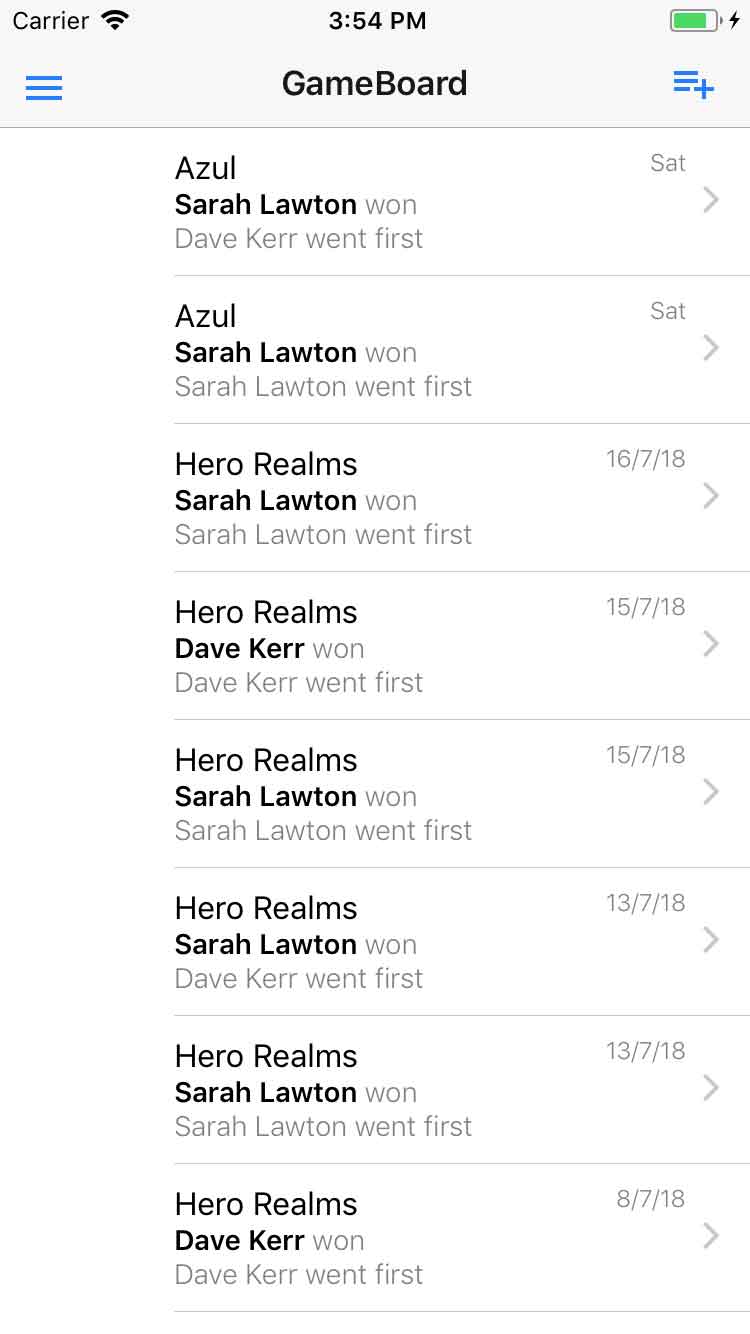 Carrier 3:54 PM
GameBoard
Azul Sat
Sarah Lawton won
Dave Kerr went first
Azul Sat
Sarah Lawton won
Sarah Lawton went first
Hero Realms 16/7/18
Sarah Lawton won
Sarah Lawton went first
Hero Realms 15/7/18
Dave Kerr won
Dave Kerr went first
Hero Realms 15/7/18
Sarah Lawton won
Sarah Lawton went first
Hero Realms 13/7/18
Sarah Lawton won
Dave Kerr went first
Hero Realms 13/7/18
Sarah Lawton won
Sarah Lawton went first
Hero Realms 8/7/18
Dave Kerr won
Dave Kerr went first